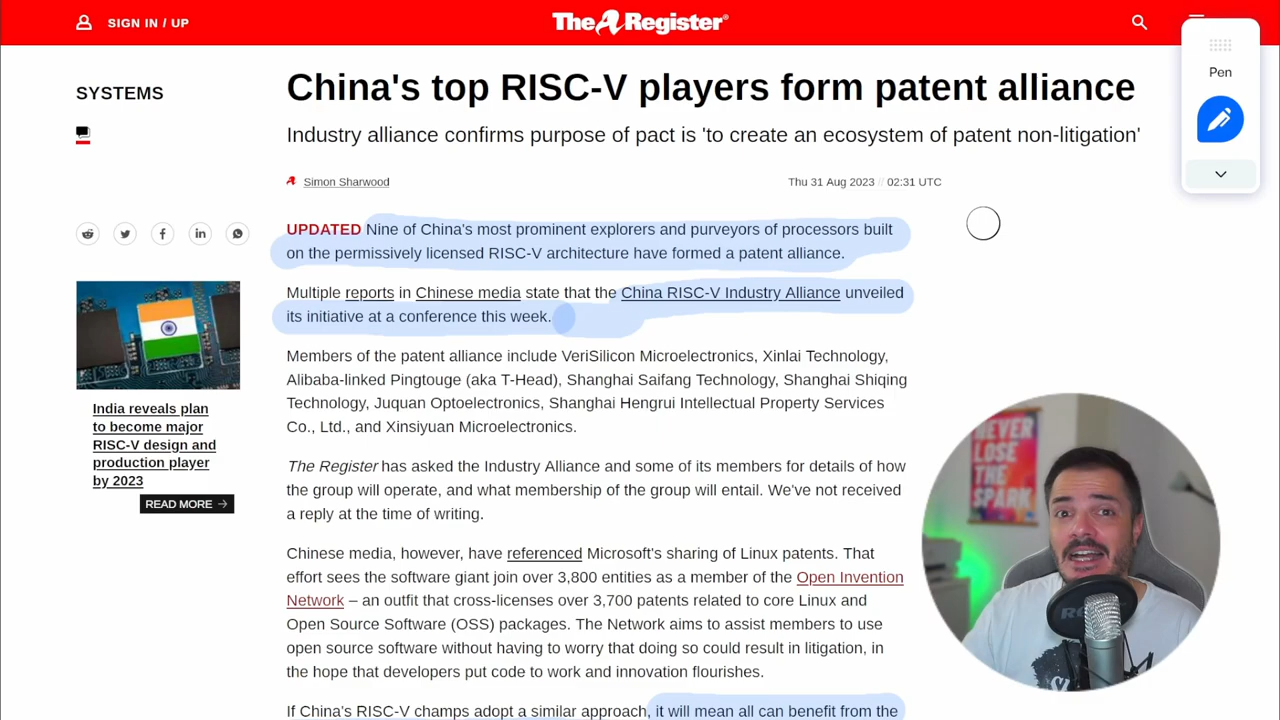 SIGN IN / UP
The Register®
Pen
SYSTEMS
China's top RISC-V players form patent alliance
Industry alliance confirms purpose of pact is 'to create an ecosystem of patent non-litigation'
Simon Sharwood
Thu 31 Aug 2023 // 02:31 UTC
UPDATED Nine of China's most prominent explorers and purveyors of processors built
on the permissively licensed RISC-V architecture have formed a patent alliance.
Multiple reports in Chinese media state that the China RISC-V Industry Alliance unveiled
its initiative at a conference this week.
Members of the patent alliance include VeriSilicon Microelectronics, Xinlai Technology,
Alibaba-linked Pingtouge (aka T-Head), Shanghai Saifang Technology, Shanghai Shiqing
Technology, Juquan Optoelectronics, Shanghai Hengrui Intellectual Property Services
Co., Ltd., and Xinsiyuan Microelectronics.
The Register has asked the Industry Alliance and some of its members for details of how
the group will operate, and what membership of the group will entail. We've not received
a reply at the time of writing.
Chinese media, however, have referenced Microsoft's sharing of Linux patents. That
effort sees the software giant join over 3,800 entities as a member of the Open Invention
Network – an outfit that cross-licenses over 3,700 patents related to core Linux and
Open Source Software (OSS) packages. The Network aims to assist members to use
open source software without having to worry that doing so could result in litigation, in
the hope that developers put code to work and innovation flourishes.
If China's RISC-V champs adopt a similar approach, it will mean all can benefit from the
India reveals plan
to become major
RISC-V design and
production player
by 2023
READ MORE →
NEVER
LOSE
THE
SPARK